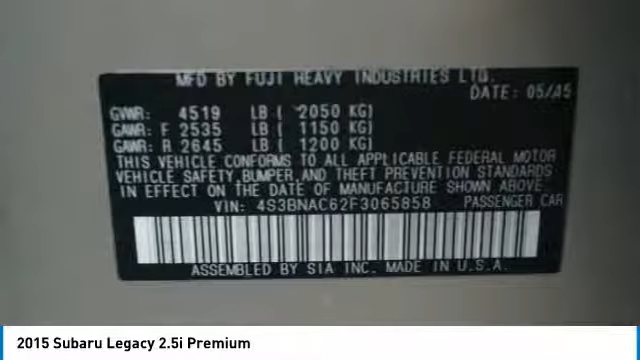 MFD BY FUJI HEAVY INDUSTRIES LTD.
DATE: 05/15
GVWR: 4519 LB ( 2050 KG)
GAWR: F 2535 LB ( 1150 KG)
GAWR: R 2645 LB ( 1200 KG)
THIS VEHICLE CONFORMS TO ALL APPLICABLE FEDERAL MOTOR
VEHICLE SAFETY,BUMPER,AND THEFT PREVENTION STANDARDS
IN EFFECT ON THE DATE OF MANUFACTURE SHOWN ABOVE.
VIN: 4S3BNAC62F3065858 PASSENGER CAR
ASSEMBLED BY SIA INC. MADE IN U.S.A.
2015 Subaru Legacy 2.5i Premium